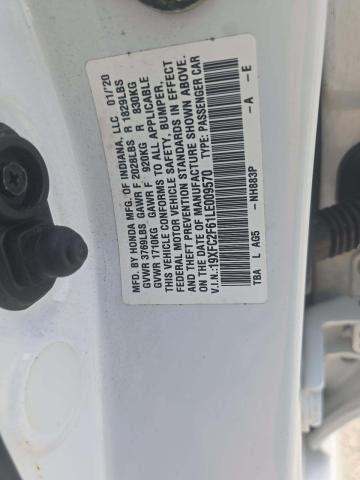 MFD. BY HONDA MFG. OF INDIANA, LLC 01/'20
GVWR 3769LBS GAWR F 2028LBS R 1829LBS
GVWR 1710KG GAWR F 920KG R 830KG
THIS VEHICLE CONFORMS TO ALL APPLICABLE
FEDERAL MOTOR VEHICLE SAFETY, BUMPER,
AND THEFT PREVENTION STANDARDS IN EFFECT
ON THE DATE OF MANUFACTURE SHOWN ABOVE.
V.I.N.:19XFC2F61LE009570 TYPE: PASSENGER CAR
TBA L AG5 -NH883P -A -E